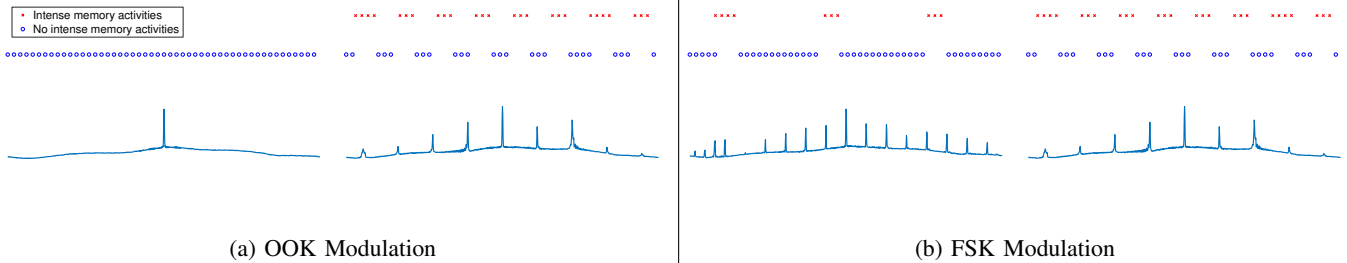 Intense memory activities
No intense memory activities
(a) OOK Modulation
(b) FSK Modulation